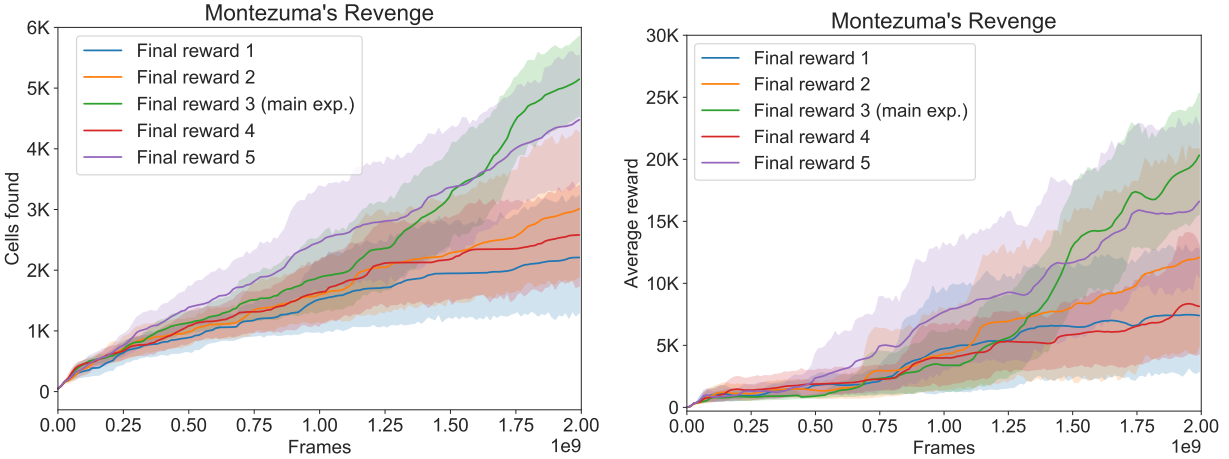 Montezuma's Revenge
6K
5K
4K
3K
2K
1K
0
Cells found
Final reward 1
Final reward 2
Final reward 3 (main exp.)
Final reward 4
Final reward 5
0.00 0.25 0.50 0.75 1.00 1.25 1.50 1.75 2.00
Frames
1e9
Montezuma's Revenge
30K
25K
20K
15K
10K
5K
0
Average reward
Final reward 1
Final reward 2
Final reward 3 (main exp.)
Final reward 4
Final reward 5
0.00 0.25 0.50 0.75 1.00 1.25 1.50 1.75 2.00
Frames
1e9